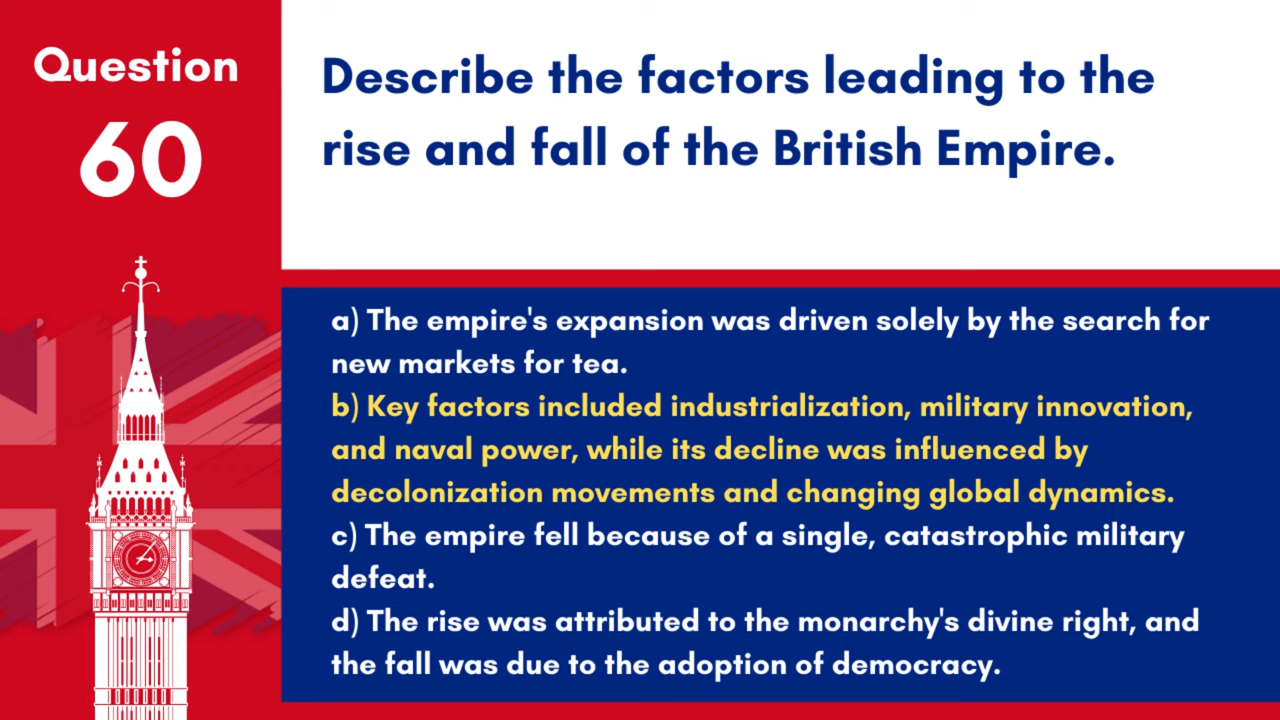 Question
60
Describe the factors leading to the
rise and fall of the British Empire.
a) The empire's expansion was driven solely by the search for
new markets for tea.
b) Key factors included industrialization, military innovation,
and naval power, while its decline was influenced by
decolonization movements and changing global dynamics.
c) The empire fell because of a single, catastrophic military
defeat.
d) The rise was attributed to the monarchy's divine right, and
the fall was due to the adoption of democracy.